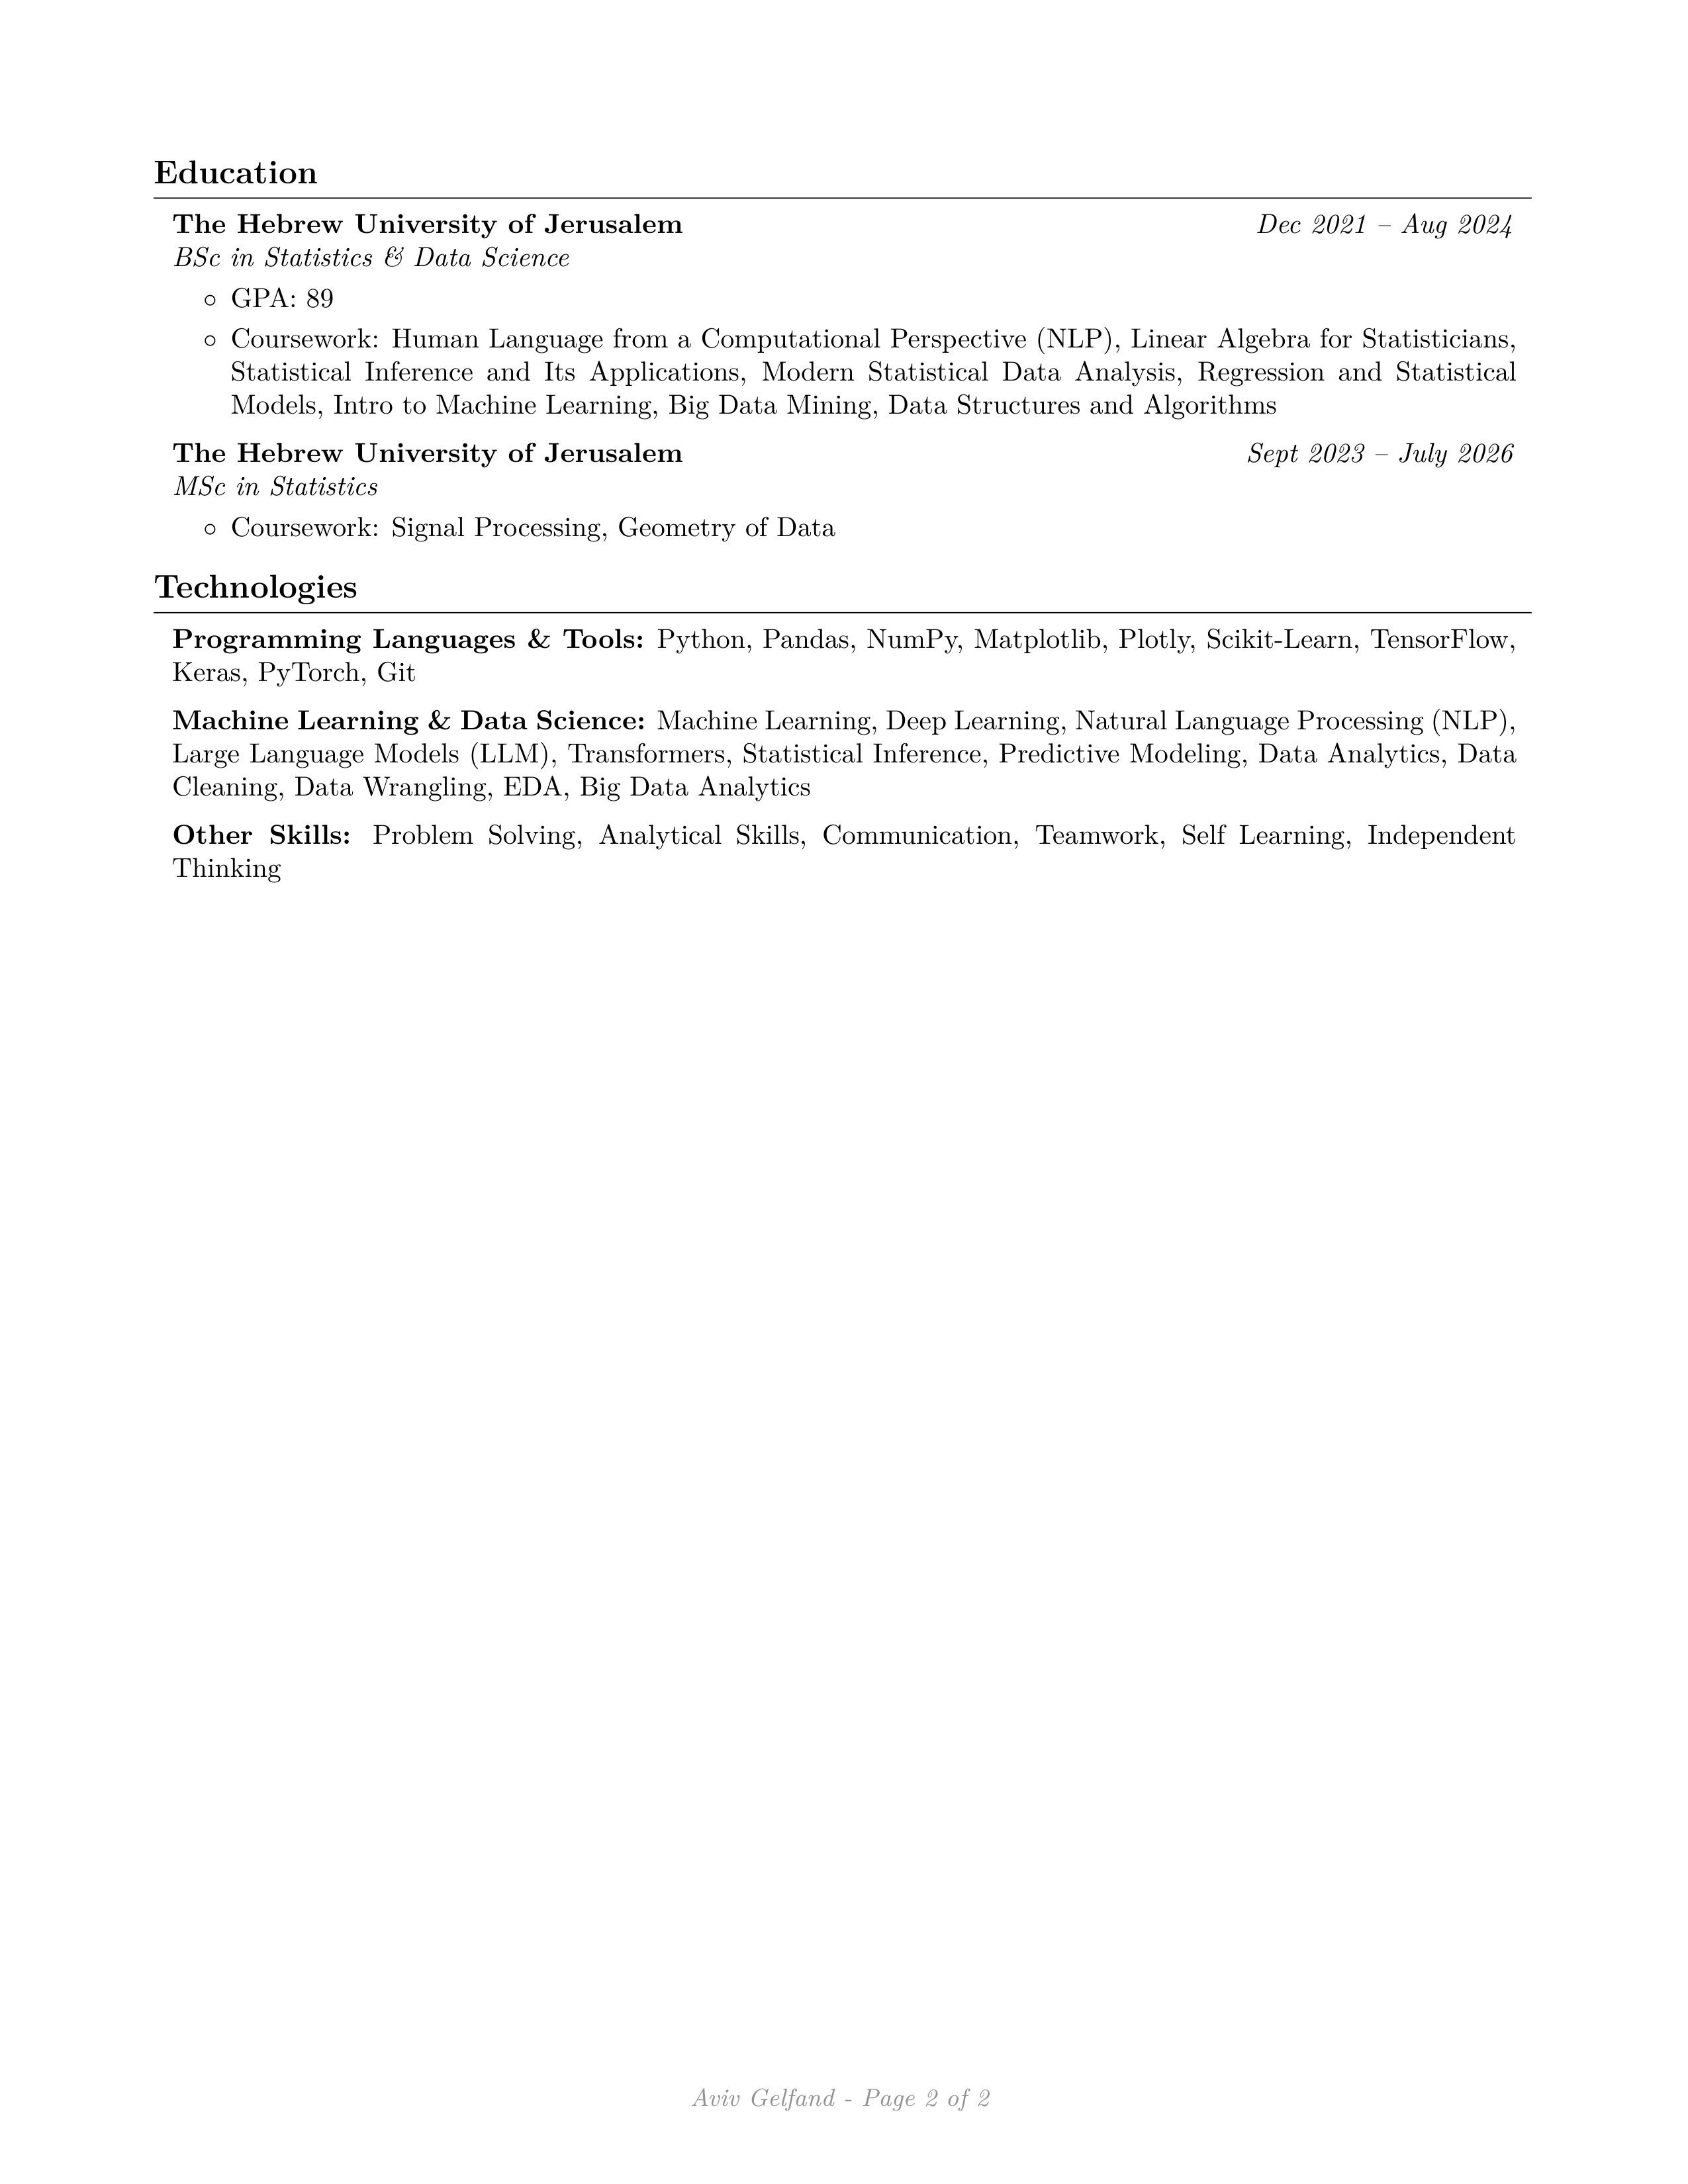 Education
The Hebrew University of Jerusalem Dec 2021 – Aug 2024
BSc in Statistics & Data Science
◦ GPA: 89
◦ Coursework: Human Language from a Computational Perspective (NLP), Linear Algebra for Statisticians,
Statistical Inference and Its Applications, Modern Statistical Data Analysis, Regression and Statistical
Models, Intro to Machine Learning, Big Data Mining, Data Structures and Algorithms
The Hebrew University of Jerusalem Sept 2023 – July 2026
MSc in Statistics
◦ Coursework: Signal Processing, Geometry of Data
Technologies
Programming Languages & Tools: Python, Pandas, NumPy, Matplotlib, Plotly, Scikit-Learn, TensorFlow,
Keras, PyTorch, Git
Machine Learning & Data Science: Machine Learning, Deep Learning, Natural Language Processing (NLP),
Large Language Models (LLM), Transformers, Statistical Inference, Predictive Modeling, Data Analytics, Data
Cleaning, Data Wrangling, EDA, Big Data Analytics
Other Skills: Problem Solving, Analytical Skills, Communication, Teamwork, Self Learning, Independent
Thinking
Aviv Gelfand - Page 2 of 2